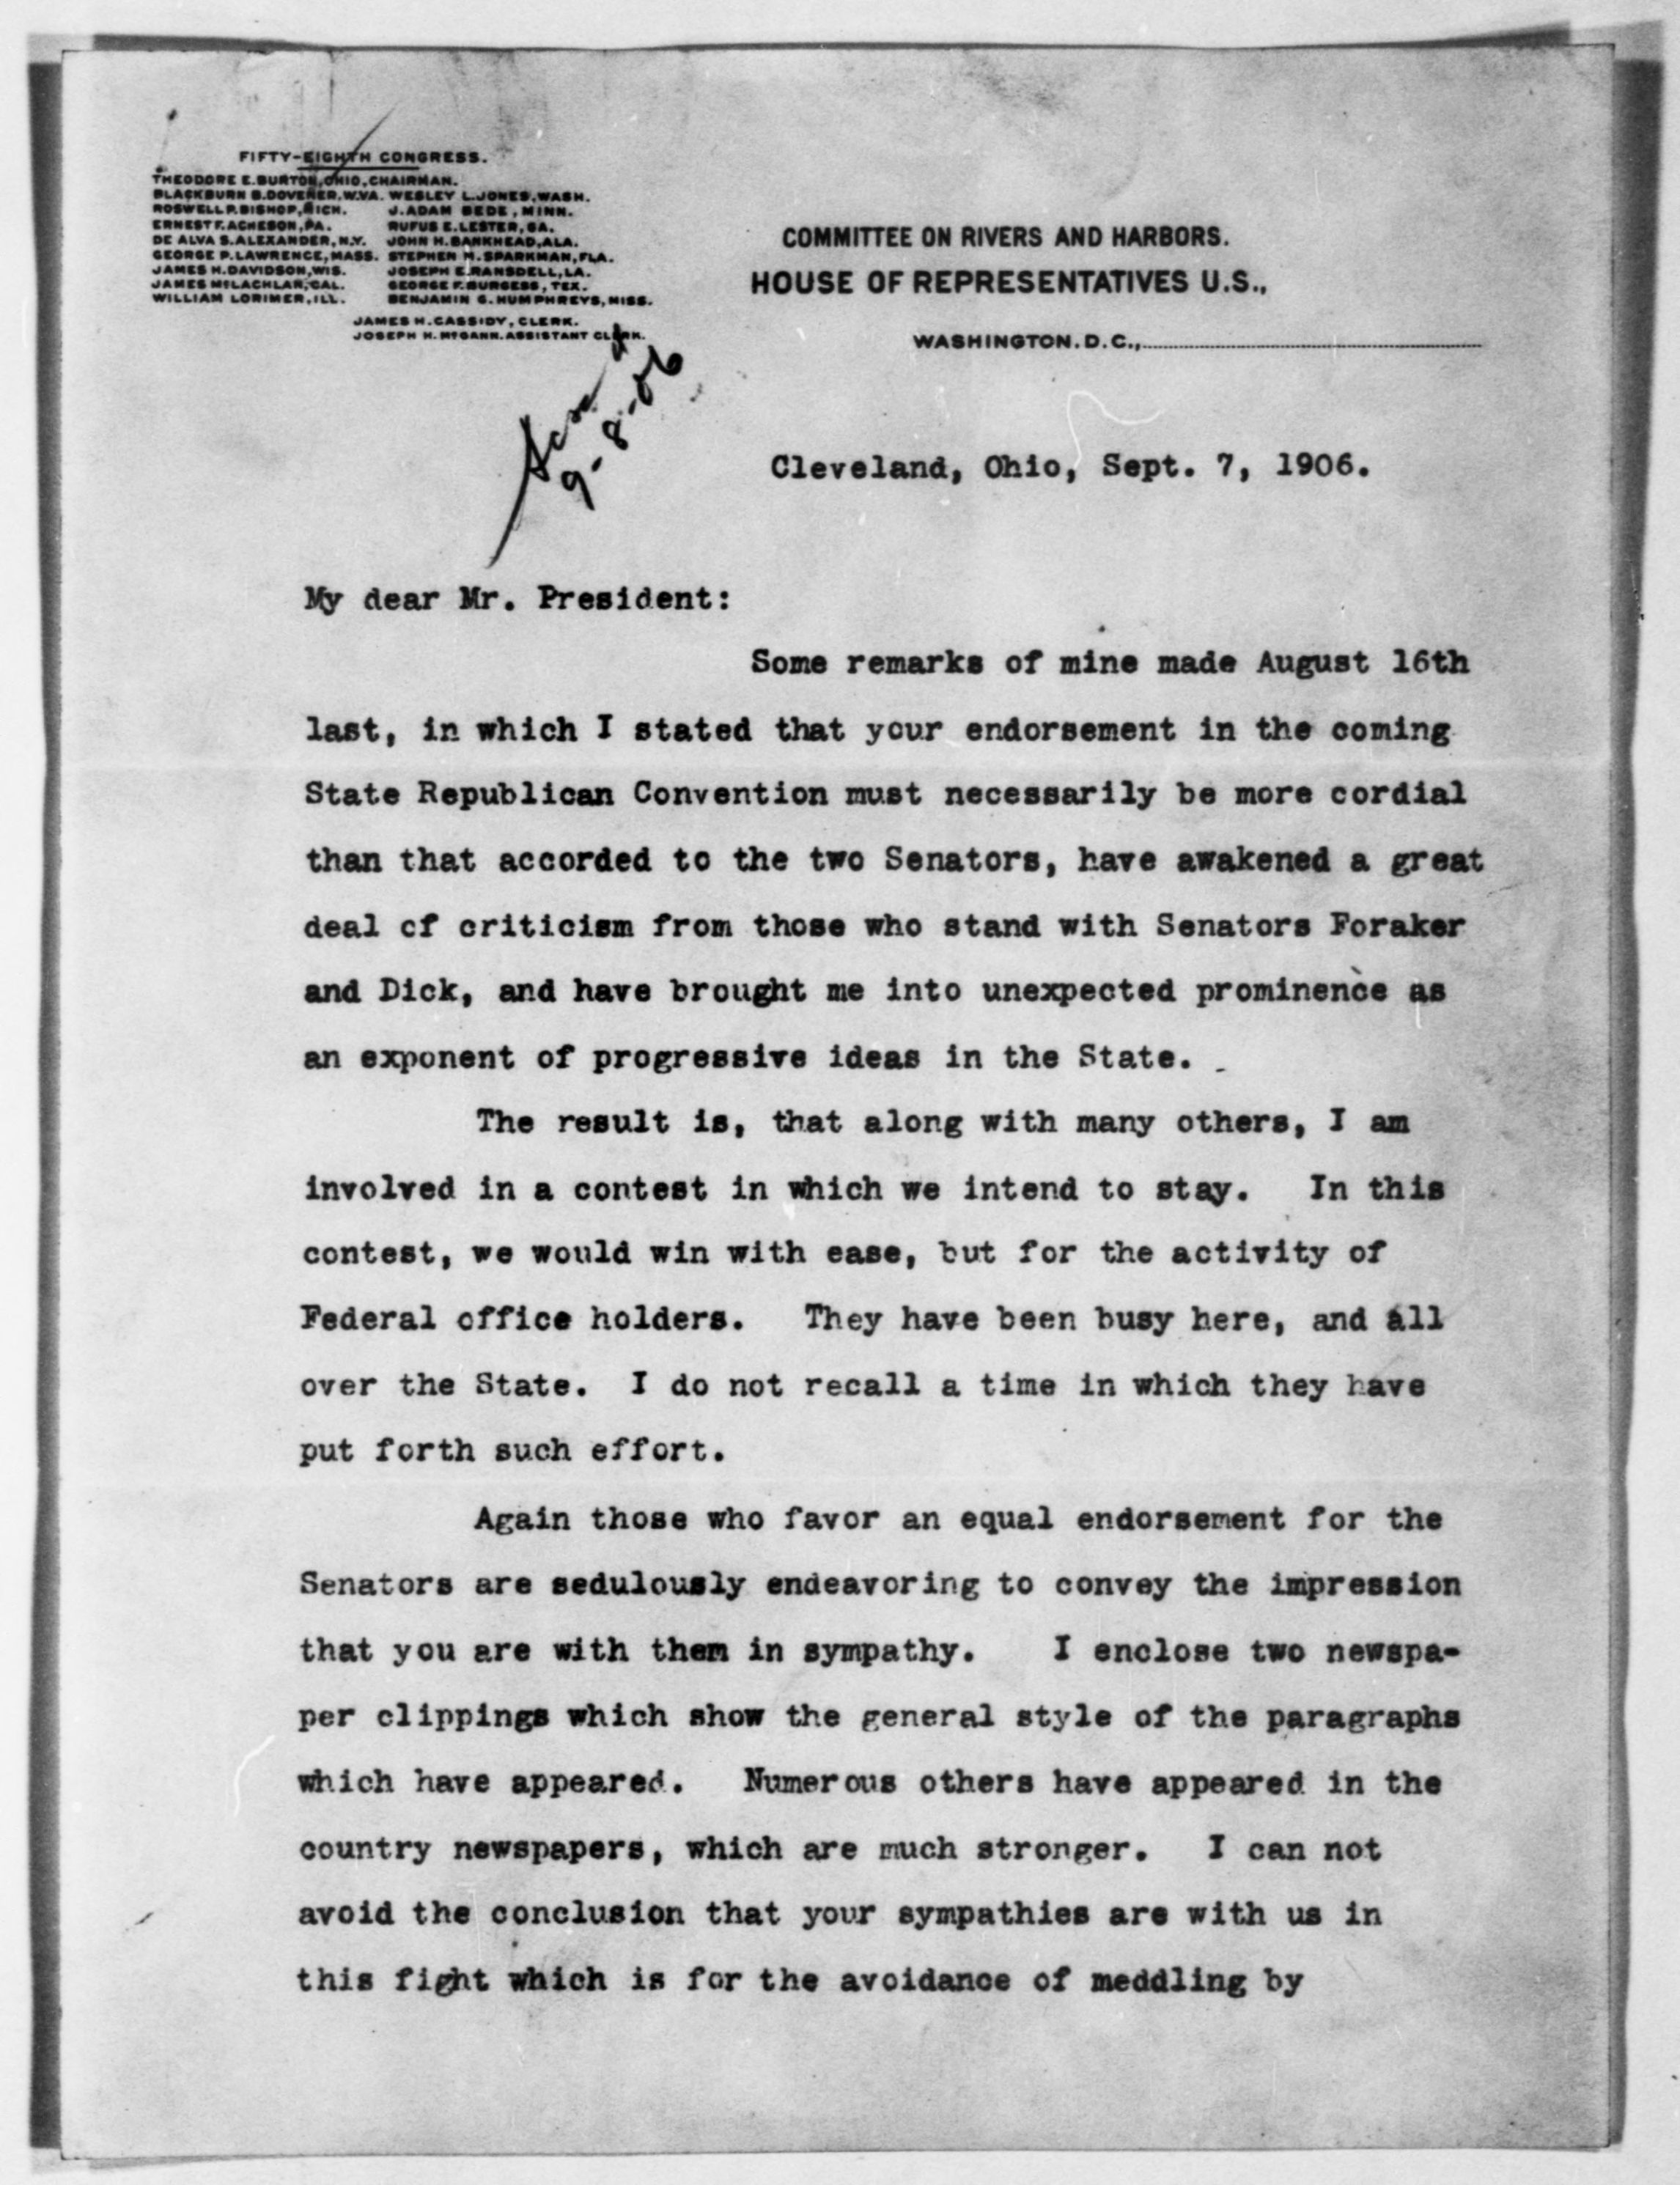 FIFTY-EIGHTH CONGRESS.
THEODORE E. BURTON, OHIO, CHAIRMAN.
BLACKBURN B. DOVENER, W. VA. WESLEY L. JONES, WASH.
ROSWELL P. BISHOP, MICH. J. ADAM BEDE, MINN.
ERNEST F. ACHESON, PA. RUFUS E. LESTER, GA.
DE ALVA S. ALEXANDER, N.Y. JOHN H. BANKHEAD, ALA.
GEORGE P. LAWRENCE, MASS. STEPHEN M. SPARKMAN, FLA.
JAMES H. DAVIDSON, WIS. JOSEPH E. RANSDELL, LA.
JAMES McLACHLAN, CAL. GEORGE F. BURGESS, TEX.
WILLIAM LORIMER, ILL. BENJAMIN G. HUMPHREYS, MISS.
JAMES H. CASSIDY, CLERK.
JOSEPH H. McGANN, ASSISTANT CLERK.
COMMITTEE ON RIVERS AND HARBORS.
HOUSE OF REPRESENTATIVES U.S.,
WASHINGTON. D. C.,
9-8-06
Cleveland, Ohio, Sept. 7, 1906.
My dear Mr. President:
Some remarks of mine made August 16th
last, in which I stated that your endorsement in the coming
State Republican Convention must necessarily be more cordial
than that accorded to the two Senators, have awakened a great
deal of criticism from those who stand with Senators Foraker
and Dick, and have brought me into unexpected prominence as
an exponent of progressive ideas in the State.
The result is, that along with many others, I am
involved in a contest in which we intend to stay. In this
contest, we would win with ease, but for the activity of
Federal office holders. They have been busy here, and all
over the State. I do not recall a time in which they have
put forth such effort.
Again those who favor an equal endorsement for the
Senators are sedulously endeavoring to convey the impression
that you are with them in sympathy. I enclose two newspa-
per clippings which show the general style of the paragraphs
which have appeared. Numerous others have appeared in the
country newspapers, which are much stronger. I can not
avoid the conclusion that your sympathies are with us in
this fight which is for the avoidance of meddling by